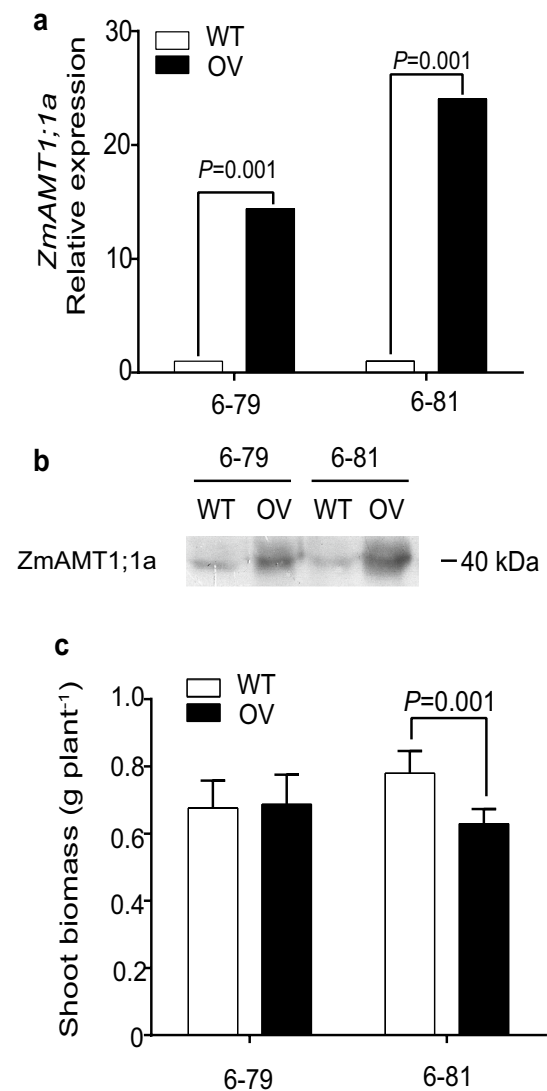 a
30
20
10
0
ZmAMT1;1a
Relative expression
WT
OV
P=0.001
P=0.001
6-79
6-81
b
6-79 6-81
WT OV WT OV
ZmAMT1;1a
40 kDa
c
1.0
0.8
0.6
0.4
0.2
0
Shoot biomass (g plant⁻¹)
WT
OV
P=0.001
6-79
6-81